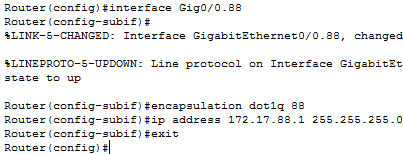 Router(config)#interface Gig0/0.88
Router(config-subif)#
%LINK-5-CHANGED: Interface GigabitEthernet0/0.88, changed
%LINEPROTO-5-UPDOWN: Line protocol on Interface GigabitEt
state to up
Router(config-subif)#encapsulation dot1q 88
Router(config-subif)#ip address 172.17.88.1 255.255.255.0
Router(config-subif)#exit
Router(config)#